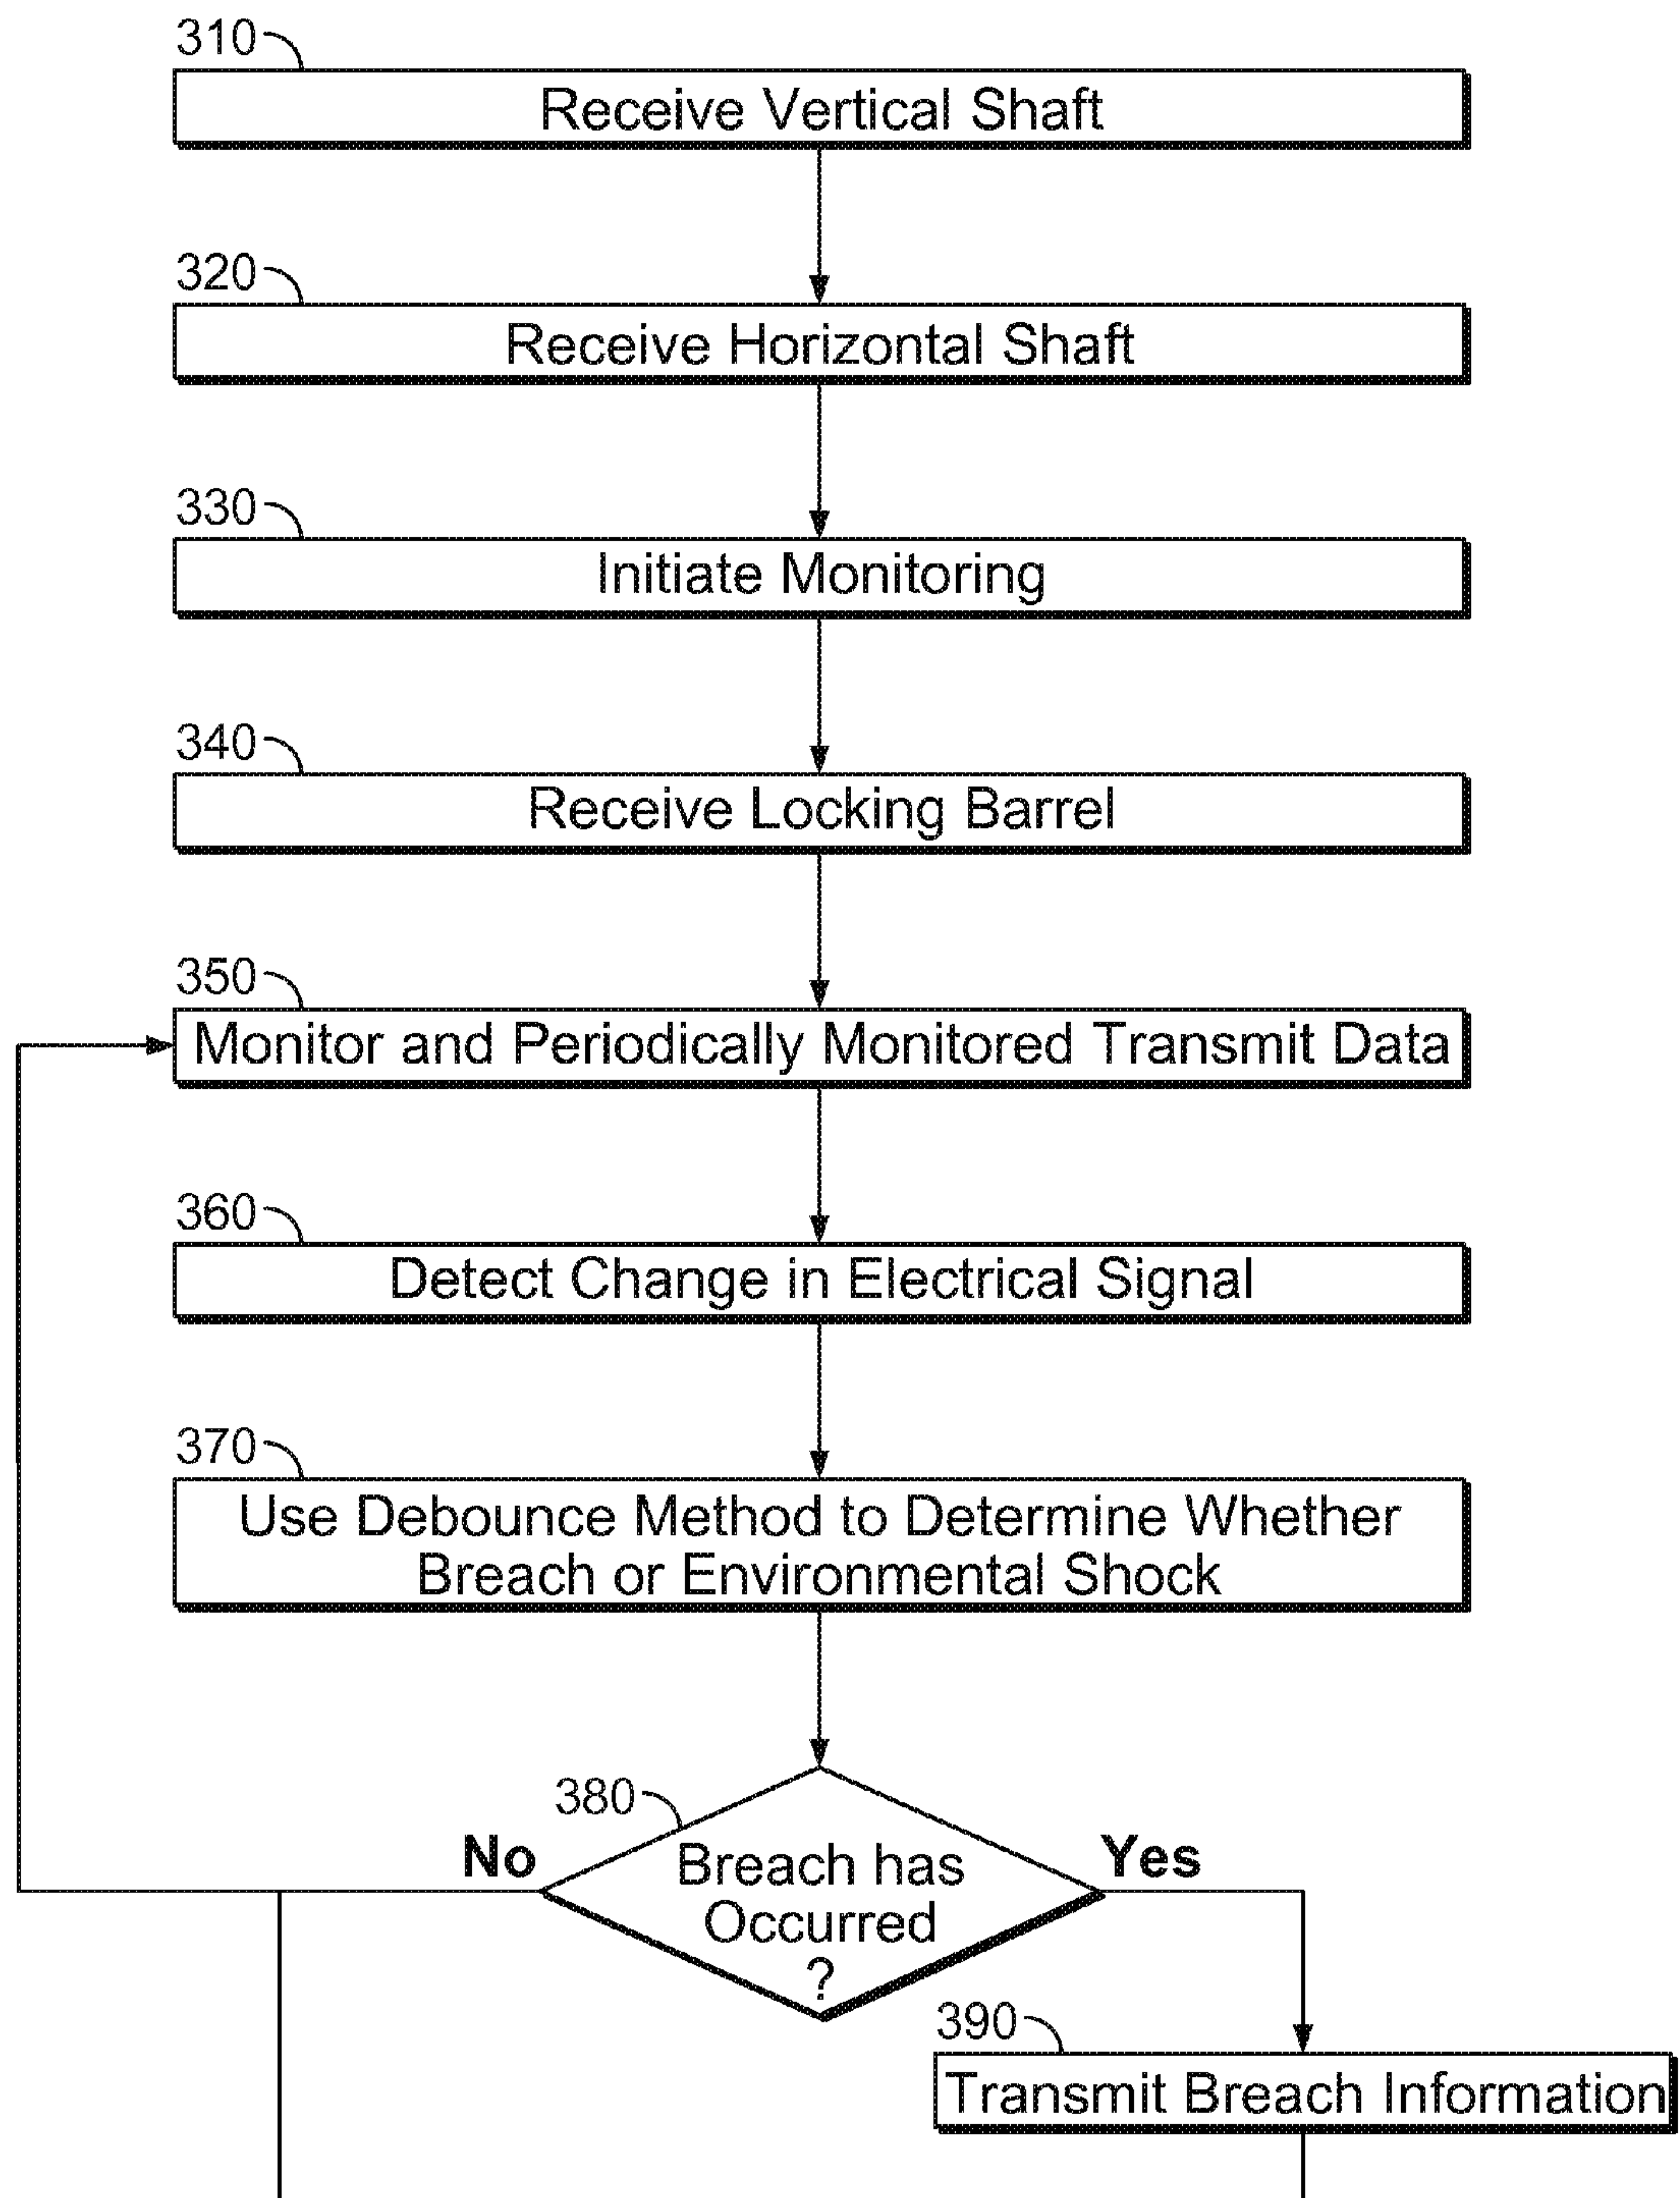 310
Receive Vertical Shaft
320
Receive Horizontal Shaft
330
Initiate Monitoring
340
Receive Locking Barrel
350
Monitor and Periodically Monitored Transmit Data
360
Detect Change in Electrical Signal
370
Use Debounce Method to Determine Whether
Breach or Environmental Shock
380
No
Breach has
Occurred
?
Yes
390
Transmit Breach Information